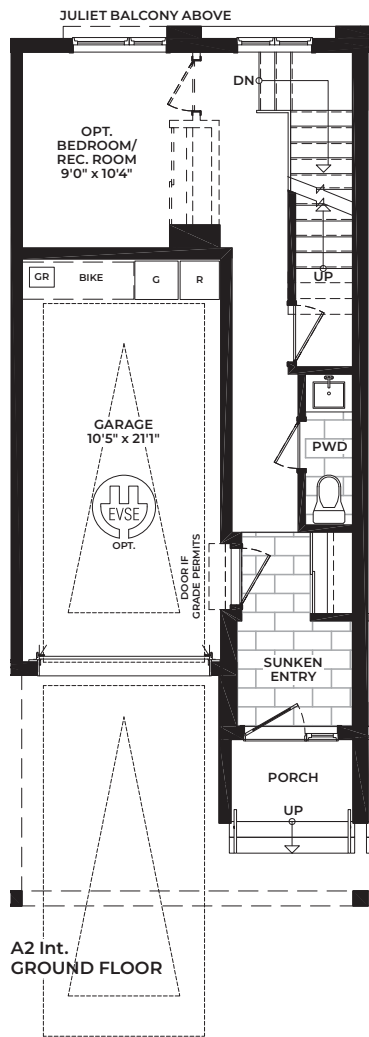 JULIET BALCONY ABOVE
DN
OPT.
BEDROOM/
REC. ROOM
9'0" x 10'4"
UP
GR
BIKE
G
R
GARAGE
10'5" x 21'1"
EVSE
OPT.
PWD
DOOR IF
GRADE PERMITS
SUNKEN
ENTRY
PORCH
UP
A2 Int.
GROUND FLOOR